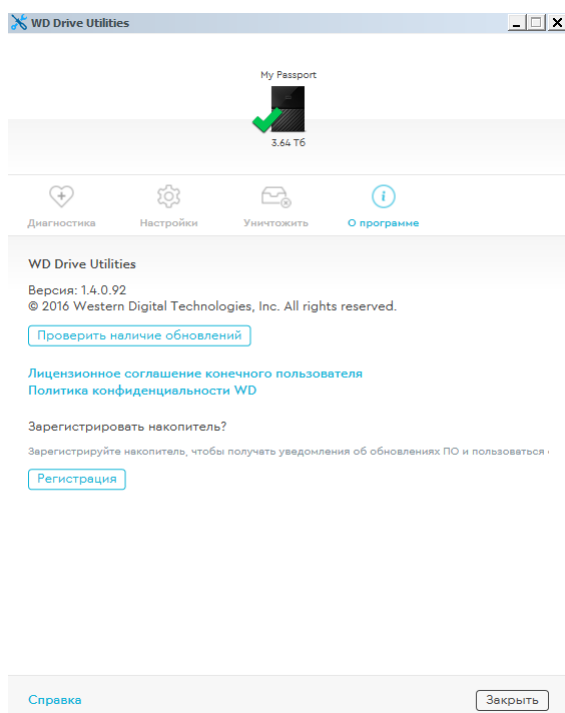 WD Drive Utilities
My Passport
3.64 Тб
Диагностика Настройки Уничтожить О программе
WD Drive Utilities
Версия: 1.4.0.92
© 2016 Western Digital Technologies, Inc. All rights reserved.
Проверить наличие обновлений
Лицензионное соглашение конечного пользователя
Политика конфиденциальности WD
Зарегистрировать накопитель?
Зарегистрируйте накопитель, чтобы получать уведомления об обновлениях ПО и пользоваться
Регистрация
Справка Закрыть